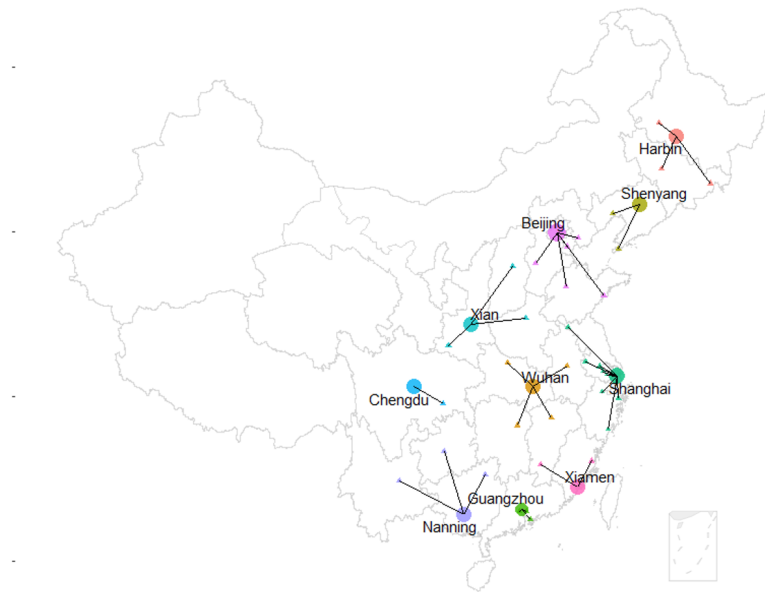 Harbin
Shenyang
Beijing
Xian
Wuhan
Shanghai
Chengdu
Xiamen
Guangzhou
Nanning